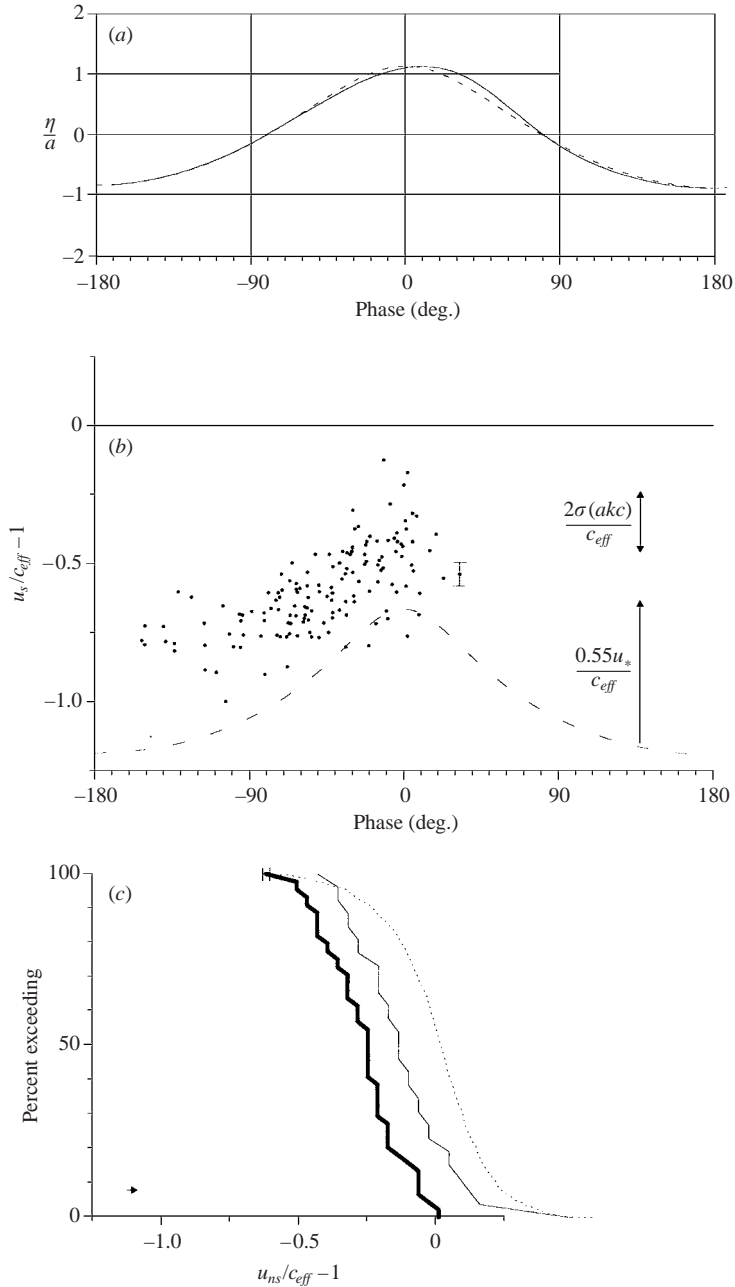 (a)
2
1
η/a
0
−1
−2
−180
−90
0
90
180
Phase (deg.)
(b)
0
−0.5
−1.0
u_s/c_eff − 1
2σ(akc)
c_eff
0.55u_*
c_eff
−180
−90
0
90
180
Phase (deg.)
(c)
100
50
0
Percent exceeding
−1.0
−0.5
0
u_ns/c_eff − 1